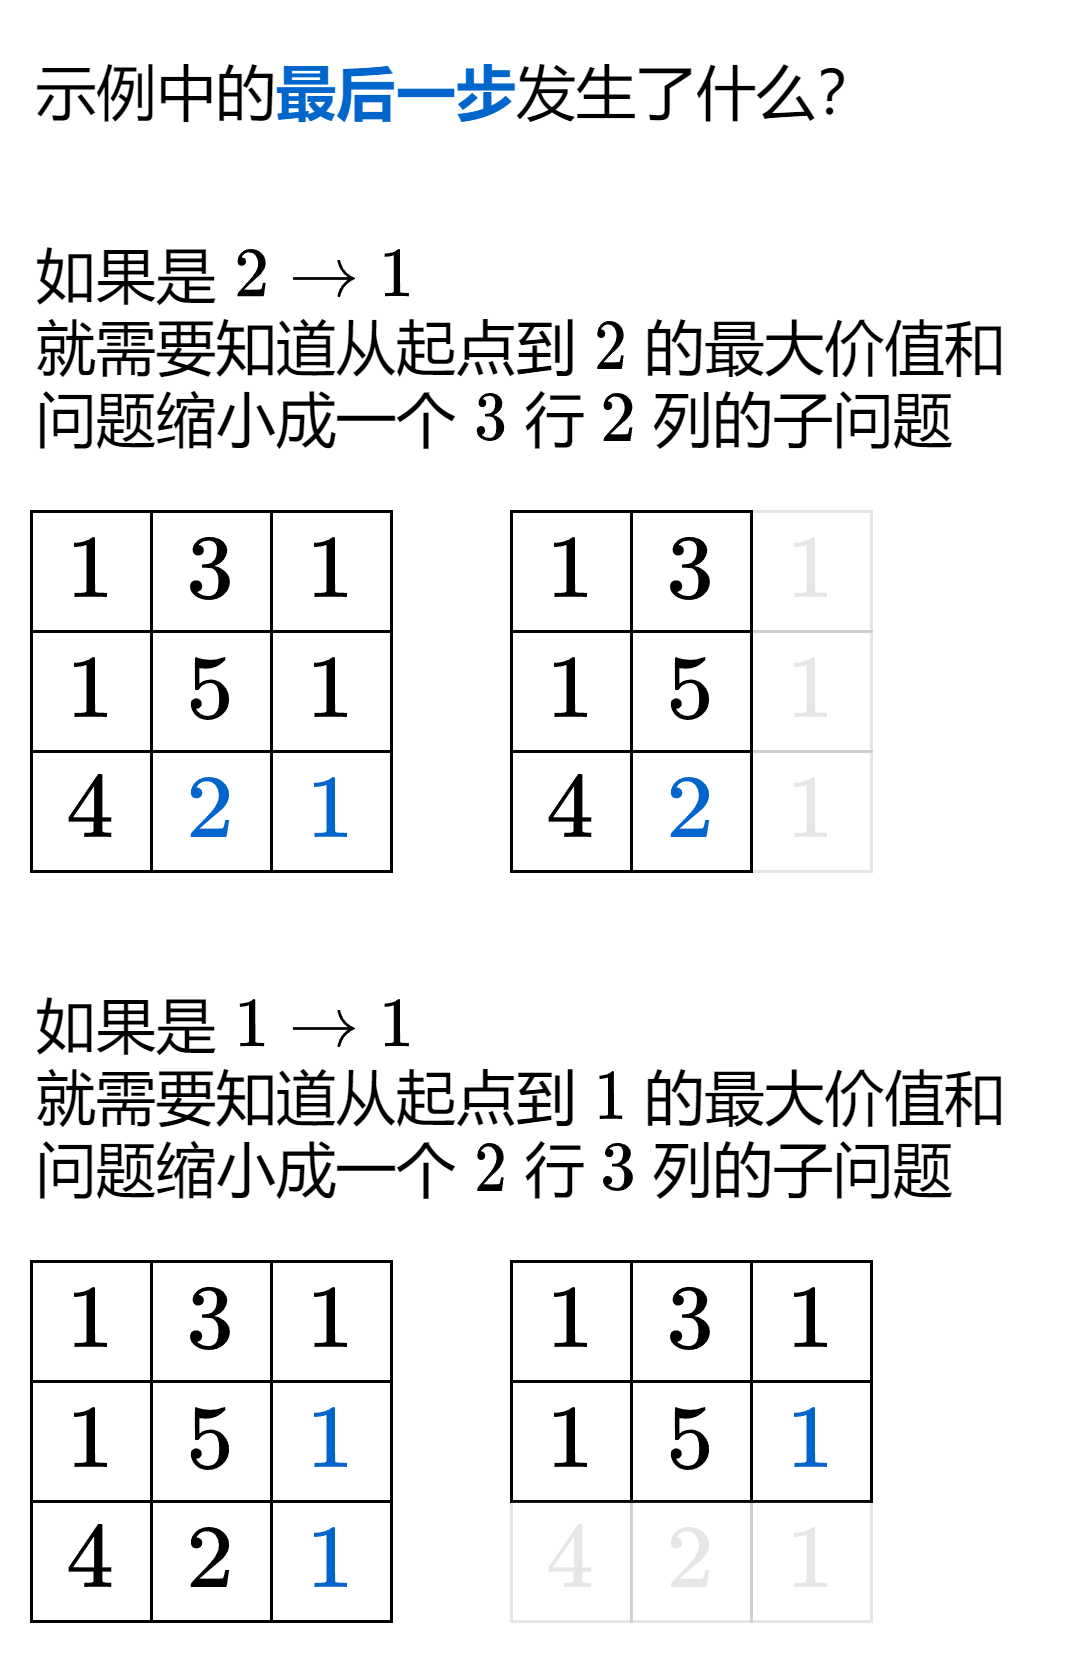 示例中的最后一步发生了什么?
如果是 2 → 1
就需要知道从起点到 2 的最大价值和
问题缩小成一个 3 行 2 列的子问题
1 3 1 1 3 1
1 5 1 1 5 1
4 2 1 4 2 1
如果是 1 → 1
就需要知道从起点到 1 的最大价值和
问题缩小成一个 2 行 3 列的子问题
1 3 1 1 3 1
1 5 1 1 5 1
4 2 1 4 2 1